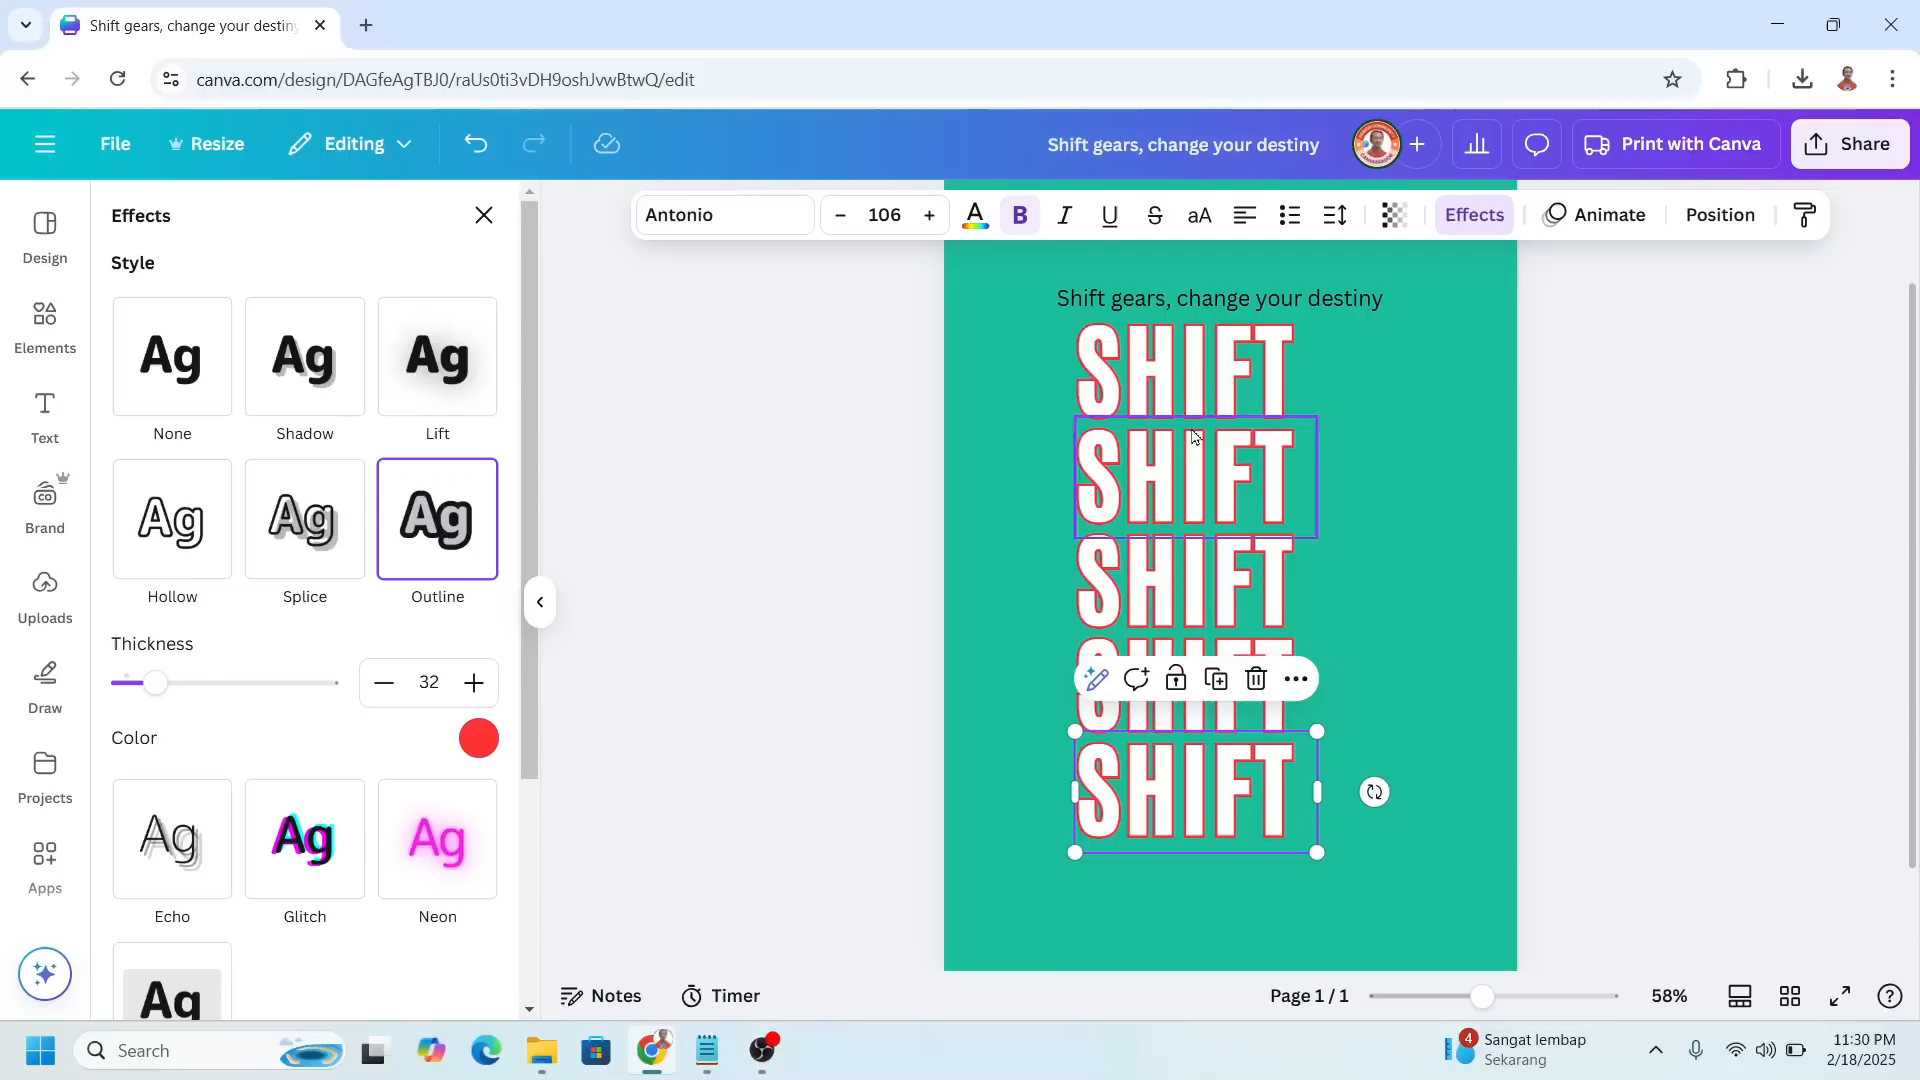 Shift gears, change your destiny
canva.com/design/DAGfeAgTBJ0/raUs0ti3vDH9oshJvwBtwQ/edit
File
Resize
Editing
Shift gears, change your destiny
Print with Canva
Share
Design
Elements
Text
Brand
Uploads
Draw
Projects
Apps
Effects
Style
Ag
Ag
Ag
None
Shadow
Lift
Ag
Ag
Ag
Hollow
Splice
Outline
Thickness
32
Color
Ag
Ag
Ag
Echo
Glitch
Neon
Ag
Antonio
106
A
B
I
U
S
aA
Effects
Animate
Position
Shift gears, change your destiny
SHIFT
SHIFT
SHIFT
SHIFT
SHIFT
Notes
Timer
Page 1 / 1
58%
Search
4
Sangat lembap
Sekarang
11:30 PM
2/18/2025